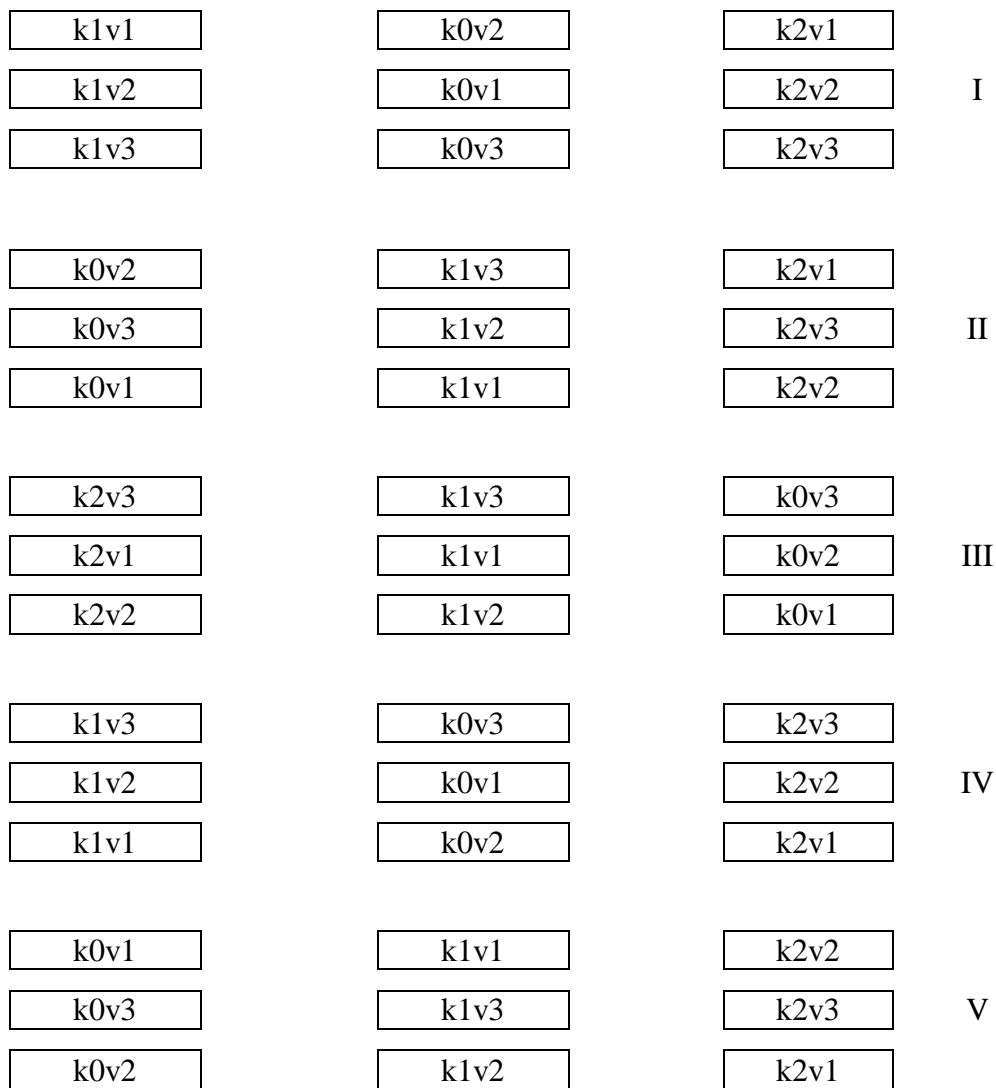 k1v1 k0v2 k2v1
k1v2 k0v1 k2v2 I
k1v3 k0v3 k2v3
k0v2 k1v3 k2v1
k0v3 k1v2 k2v3 II
k0v1 k1v1 k2v2
k2v3 k1v3 k0v3
k2v1 k1v1 k0v2 III
k2v2 k1v2 k0v1
k1v3 k0v3 k2v3
k1v2 k0v1 k2v2 IV
k1v1 k0v2 k2v1
k0v1 k1v1 k2v2
k0v3 k1v3 k2v3 V
k0v2 k1v2 k2v1